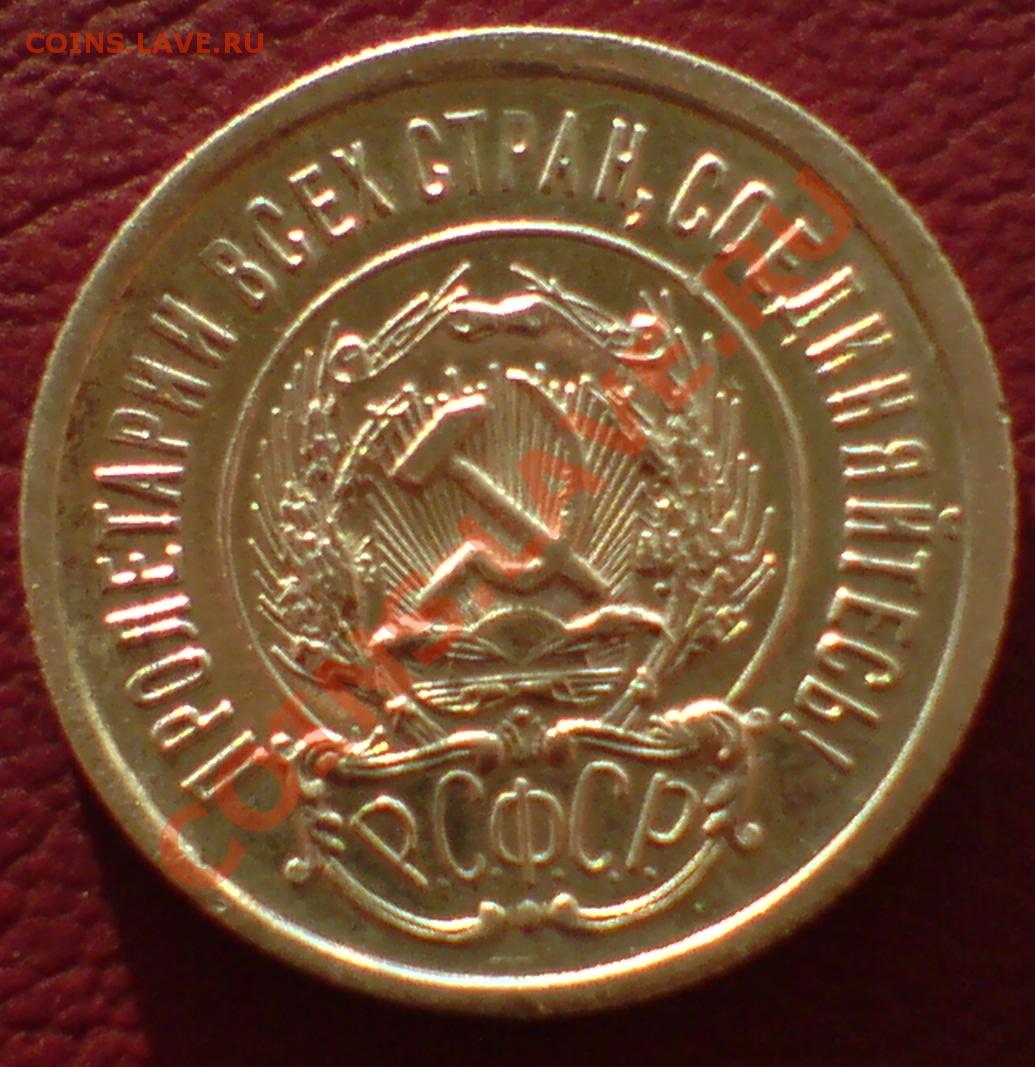 COINS.LAVE.RU
ПРОЛЕТАРИИ ВСЕХ СТРАН, СОЕДИНЯЙТЕСЬ!
Р.С.Ф.С.Р.
COINS.LAVE.RU